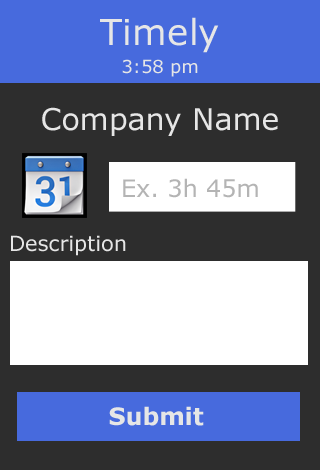 Timely
3:58 pm
Company Name
31
Ex. 3h 45m
Description
Submit